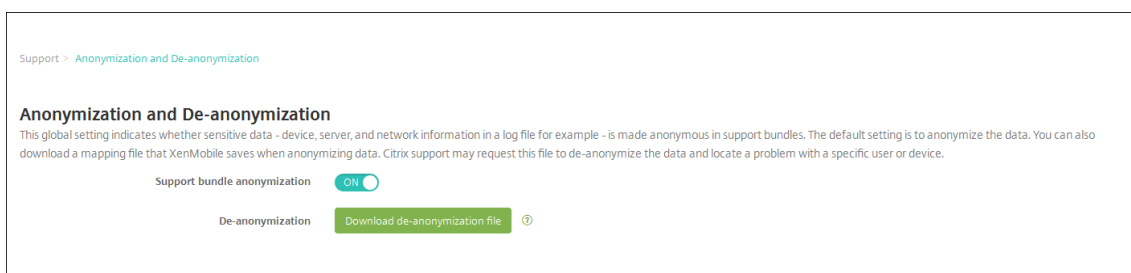 Support > Anonymization and De-anonymization
Anonymization and De-anonymization
This global setting indicates whether sensitive data - device, server, and network information in a log file for example - is made anonymous in support bundles. The default setting is to anonymize the data. You can also
download a mapping file that XenMobile saves when anonymizing data. Citrix support may request this file to de-anonymize the data and locate a problem with a specific user or device.
Support bundle anonymization ON
De-anonymization Download de-anonymization file ?